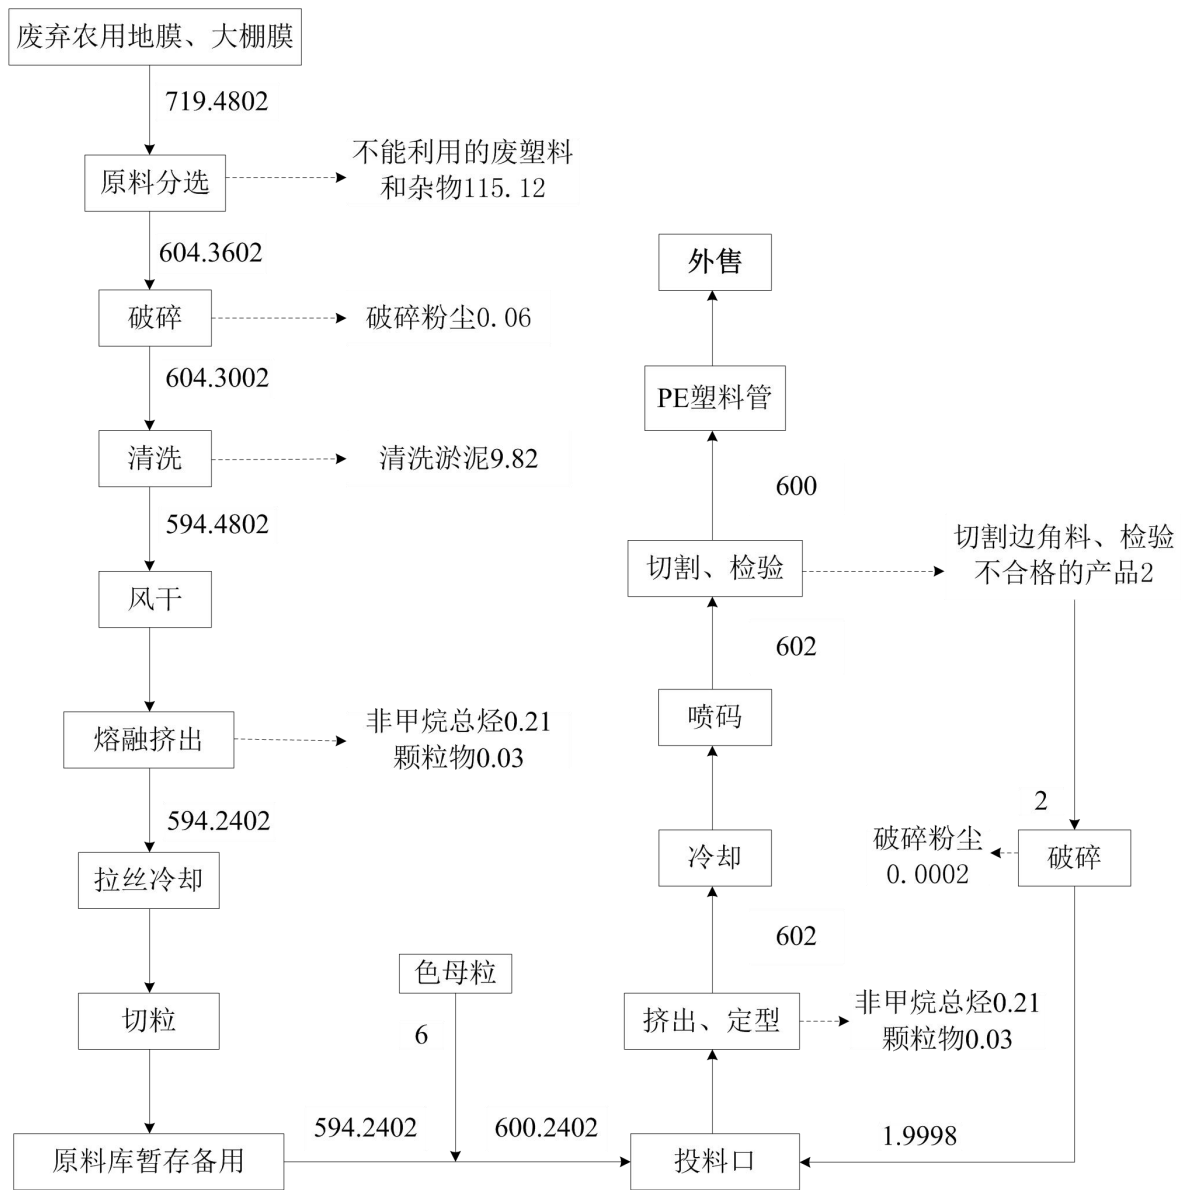 废弃农用地膜、大棚膜
719.4802
原料分选
不能利用的废塑料
和杂物115.12
604.3602
破碎
破碎粉尘0.06
604.3002
清洗
清洗淤泥9.82
594.4802
风干
熔融挤出
非甲烷总烃0.21
颗粒物0.03
594.2402
拉丝冷却
切粒
原料库暂存备用
594.2402
色母粒
6
600.2402
投料口
挤出、定型
非甲烷总烃0.21
颗粒物0.03
602
冷却
喷码
602
切割、检验
切割边角料、检验
不合格的产品2
2
破碎
破碎粉尘
0.0002
1.9998
600
PE塑料管
外售